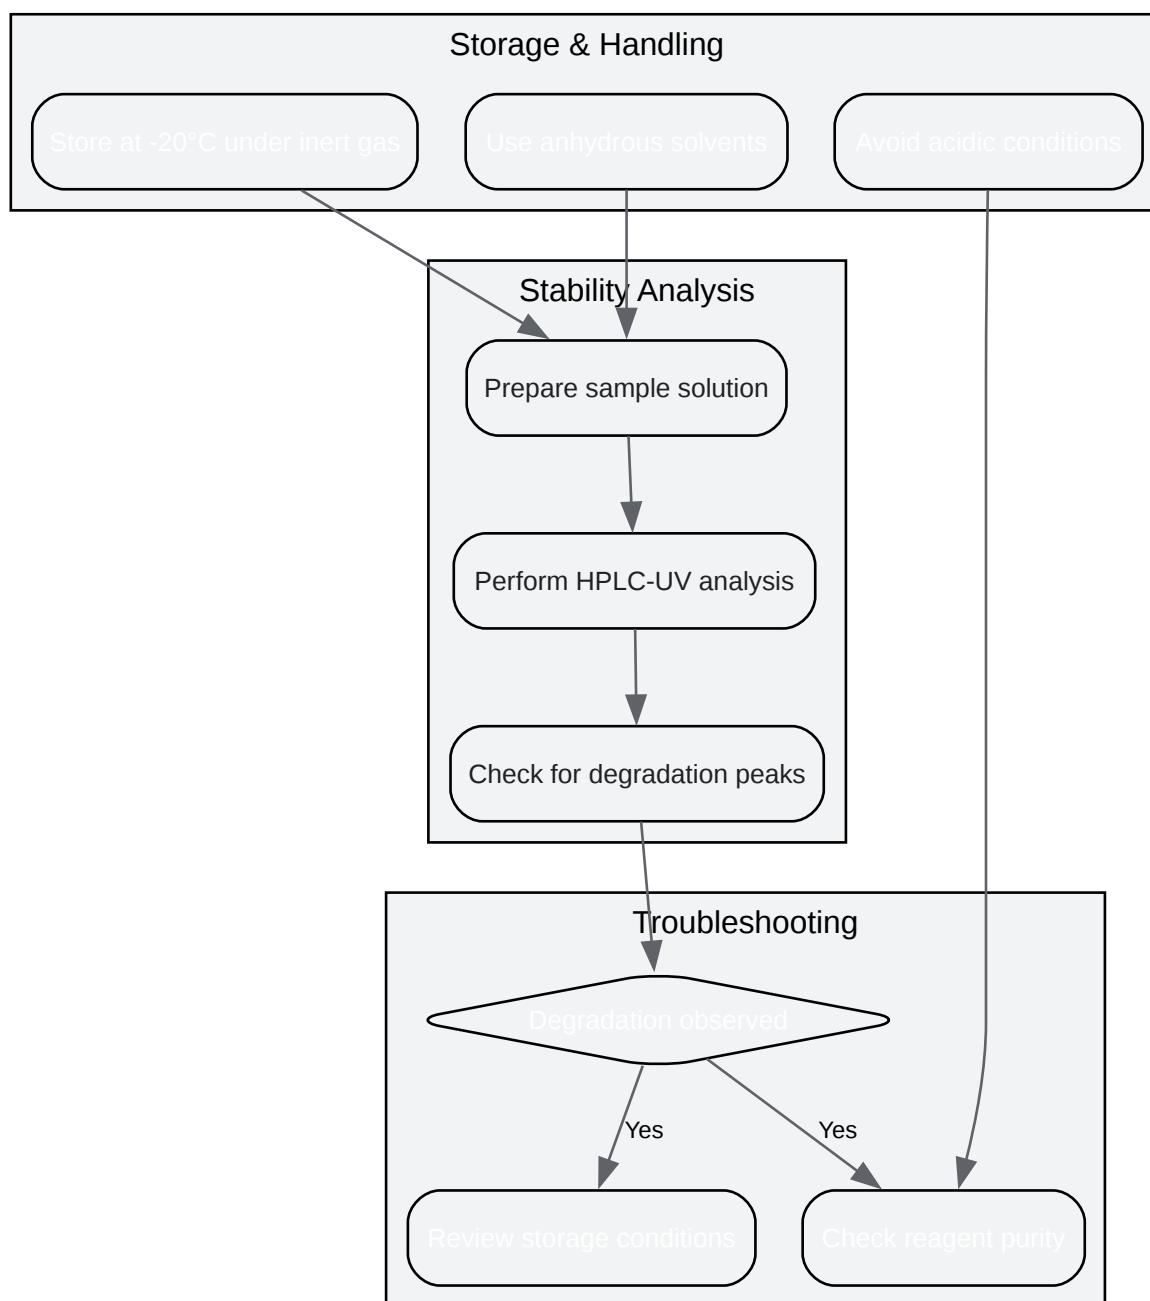 Storage & Handling
Store at -20°C under inert gas
Use anhydrous solvents
Avoid acidic conditions
Stability Analysis
Prepare sample solution
Perform HPLC-UV analysis
Check for degradation peaks
Troubleshooting
Degradation observed
Yes
Yes
Review storage conditions
Check reagent purity